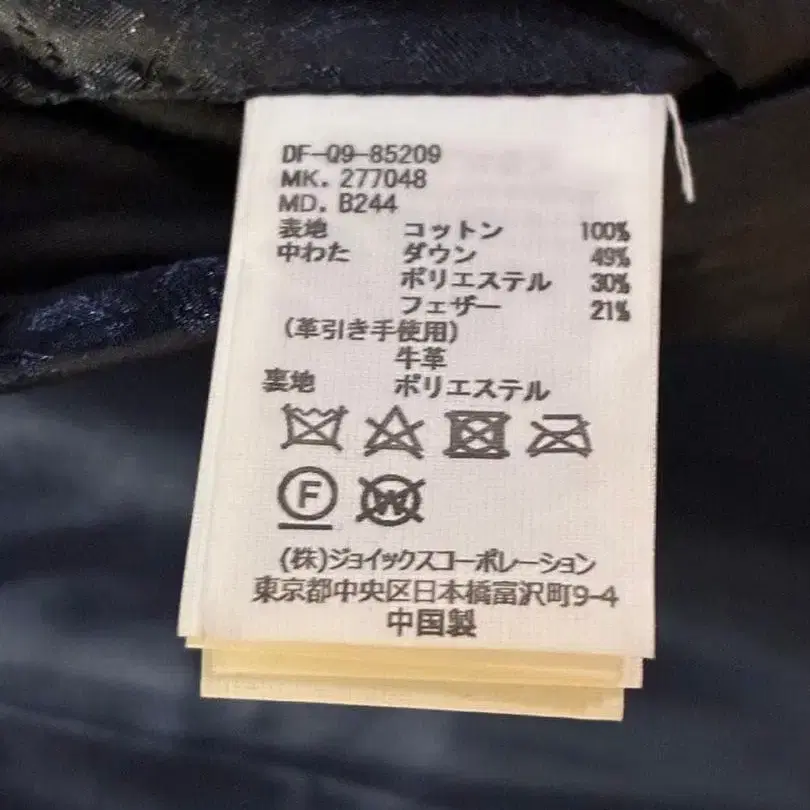 DF-Q9-85209
MK. 277048
MD. B244
表地 コットン 100%
中わた ダウン 49%
ポリエステル 30%
フェザー 21%
(革引き手使用)
牛革
裏地 ポリエステル
F W
(株)ジョイックスコーポレーション
東京都中央区日本橋富沢町9-4
中国製